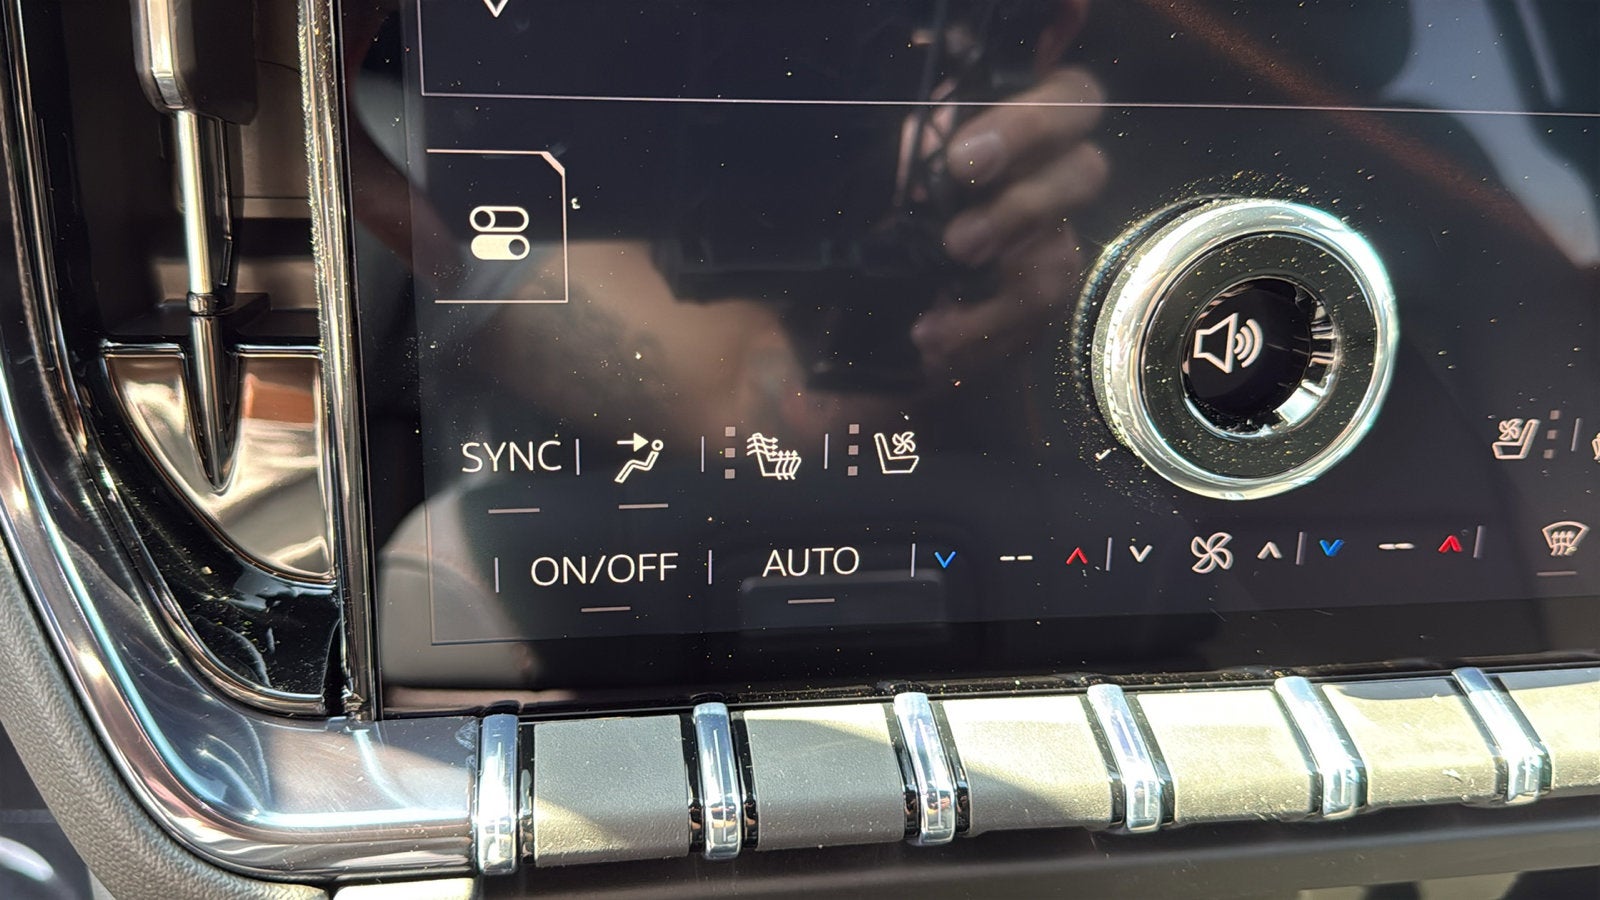 SYNC
ON/OFF AUTO -- --